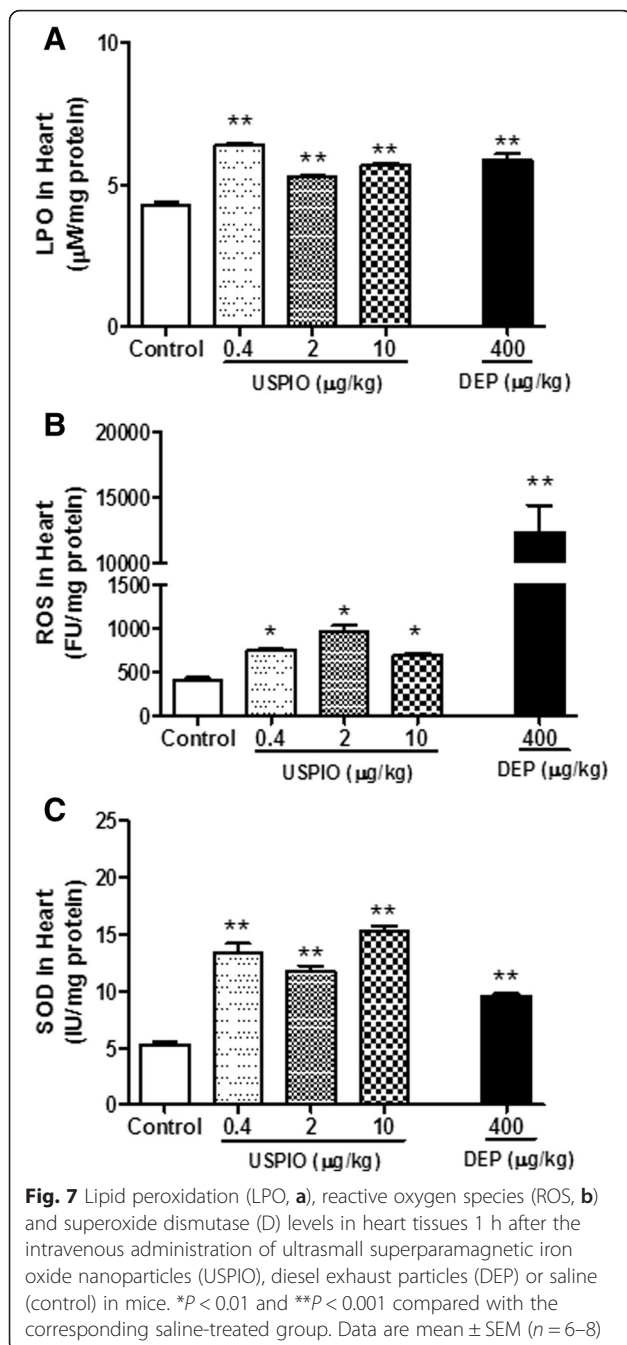 A
LPO in Heart
(µM/mg protein)
10
5
0
**
**
**
**
Control
0.4
2
10
400
USPIO (µg/kg)
DEP (µg/kg)
B
ROS in Heart
(FU/mg protein)
20000
15000
10000
1500
1000
500
0
*
*
*
**
Control
0.4
2
10
400
USPIO (µg/kg)
DEP (µg/kg)
C
SOD in Heart
(IU/mg protein)
25
20
15
10
5
0
**
**
**
**
Control
0.4
2
10
400
USPIO (µg/kg)
DEP (µg/kg)
Fig. 7 Lipid peroxidation (LPO, a), reactive oxygen species (ROS, b)
and superoxide dismutase (D) levels in heart tissues 1 h after the
intravenous administration of ultrasmall superparamagnetic iron
oxide nanoparticles (USPIO), diesel exhaust particles (DEP) or saline
(control) in mice. *P < 0.01 and **P < 0.001 compared with the
corresponding saline-treated group. Data are mean ± SEM (n = 6–8)